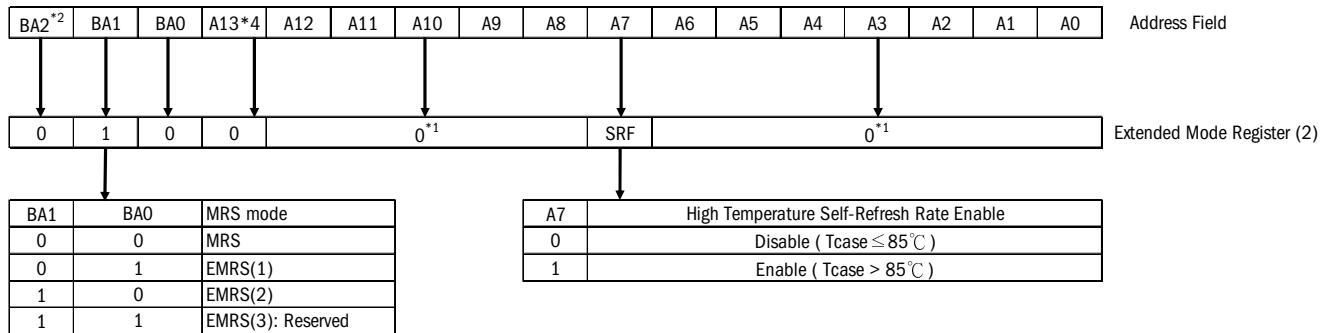 BA2*2 BA1 BA0 A13*4 A12 A11 A10 A9 A8 A7 A6 A5 A4 A3 A2 A1 A0 Address Field
0 1 0 0 0*1 SRF 0*1 Extended Mode Register (2)
BA1 BA0 MRS mode
0 0 MRS
0 1 EMRS(1)
1 0 EMRS(2)
1 1 EMRS(3): Reserved
A7 High Temperature Self-Refresh Rate Enable
0 Disable ( Tcase ≦ 85℃ )
1 Enable ( Tcase > 85℃ )